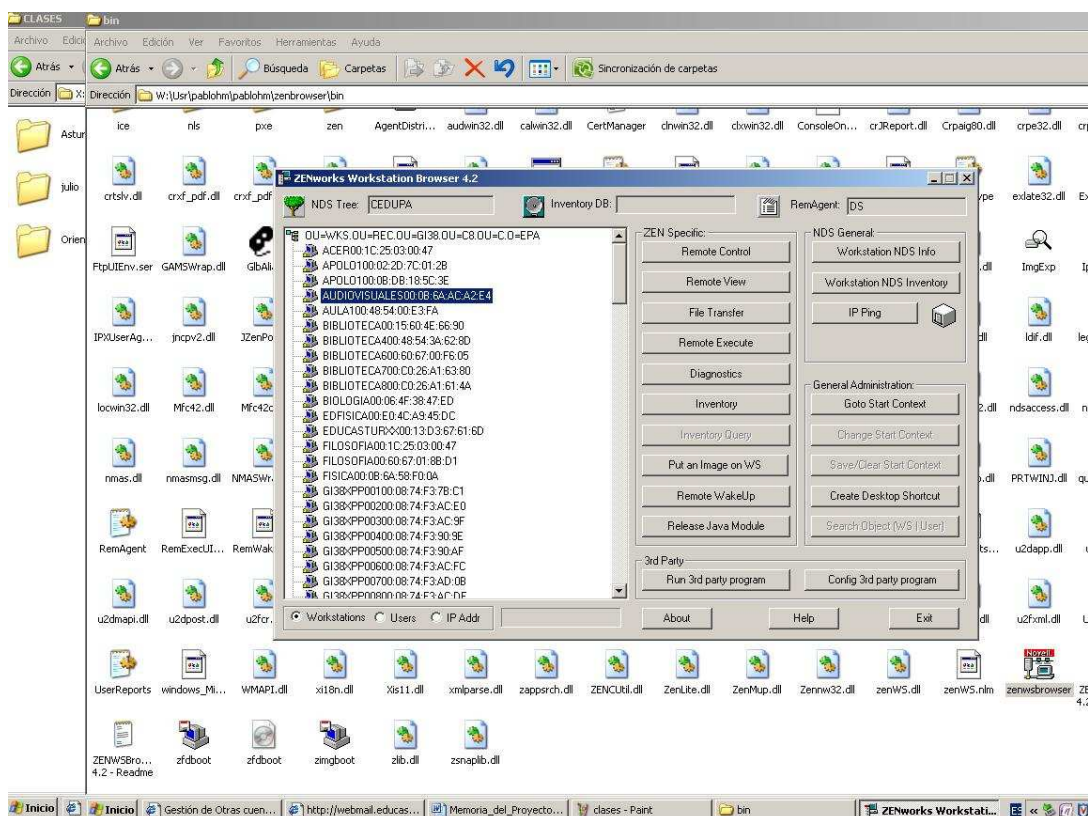 CLASES
bin
Archivo
Archivo Edición Ver Favoritos Herramientas Ayuda
Atrás
Atrás Búsqueda Carpetas Sincronización de carpetas
Dirección X:
Dirección W:\Usr\pablohm\pablohm\zenbrowser\bin
Astur
julio
Orien
ice nls pxe zen AgentDistri... audwin32.dll calwin32.dll CertManager clnwin32.dll clxwin32.dll ConsoleOn... crJReport.dll Crpaig80.dll crpe32.dll
crtslv.dll crxf_pdf.dll crxf_pdf exlate32.dll
FtpUIEnv.ser GAMSWrap.dll GlbAli .dll ImgExp
IPXUserAg... jncpv2.dll JZenPo ldif.dll
locwin32.dll Mfc42.dll Mfc42c 2.dll ndsaccess.dll
nmas.dll nmasmsg.dll NMASWr. .dll PRTWINJ.dll
RemAgent RemExecUI... RemWak ts... u2dapp.dll
u2dmapi.dll u2dpost.dll u2fcr. dll u2fxml.dll
UserReports windows_Mi... WMAPI.dll xi18n.dll Xis11.dll xmlparse.dll zappsrch.dll ZENCUtil.dll ZenLite.dll ZenMup.dll Zennw32.dll zenWS.dll zenWS.nlm zenwsbrowser
Novell
ZENWSBro...
4.2 - Readme
zfdboot zfdboot zimgboot zlib.dll zsnaplib.dll
ZENworks Workstation Browser 4.2
NDS Tree: CEDUPA Inventory DB: RemAgent: DS
OU=WKS.OU=REC.OU=GI38.OU=C8.OU=C.O=EPA
ACER00:1C:25:03:00:47
APOLO100:02:2D:7C:01:2B
APOLO100:0B:DB:18:5C:3E
AUDIOVISUALES00:0B:6A:AC:A2:E4
AULA100:48:54:00:E3:FA
BIBLIOTECA00:15:60:4E:66:90
BIBLIOTECA400:48:54:3A:62:8D
BIBLIOTECA600:60:67:00:F6:05
BIBLIOTECA700:C0:26:A1:63:80
BIBLIOTECA800:C0:26:A1:61:4A
BIOLOGIA00:06:4F:38:47:ED
EDFISICA00:E0:4C:A9:45:DC
EDUCASTURXX00:13:D3:67:61:6D
FILOSOFIA00:1C:25:03:00:47
FILOSOFIA00:60:67:01:8B:D1
FISICA00:0B:6A:58:F0:0A
GI38XPP00100:08:74:F3:7B:C1
GI38XPP00200:08:74:F3:AC:E0
GI38XPP00300:08:74:F3:AC:9F
GI38XPP00400:08:74:F3:90:9E
GI38XPP00500:08:74:F3:90:AF
GI38XPP00600:08:74:F3:AC:FC
GI38XPP00700:08:74:F3:AD:0B
GI38XPP00800:08:74:F3:AC:DF
Workstations Users IP Addr
ZEN Specific:
Remote Control
Remote View
File Transfer
Remote Execute
Diagnostics
Inventory
Inventory Query
Put an Image on WS
Remote WakeUp
Release Java Module
NDS General:
Workstation NDS Info
Workstation NDS Inventory
IP Ping
General Administration:
Goto Start Context
Change Start Context
Save/Clear Start Context
Create Desktop Shortcut
Search Object (WS | User)
3rd Party
Run 3rd party program Config 3rd party program
About Help Exit
Inicio Inicio Gestión de Otras cuen... http://webmail.educas... Memoria_del_Proyecto... clases - Paint bin ZENworks Workstati...